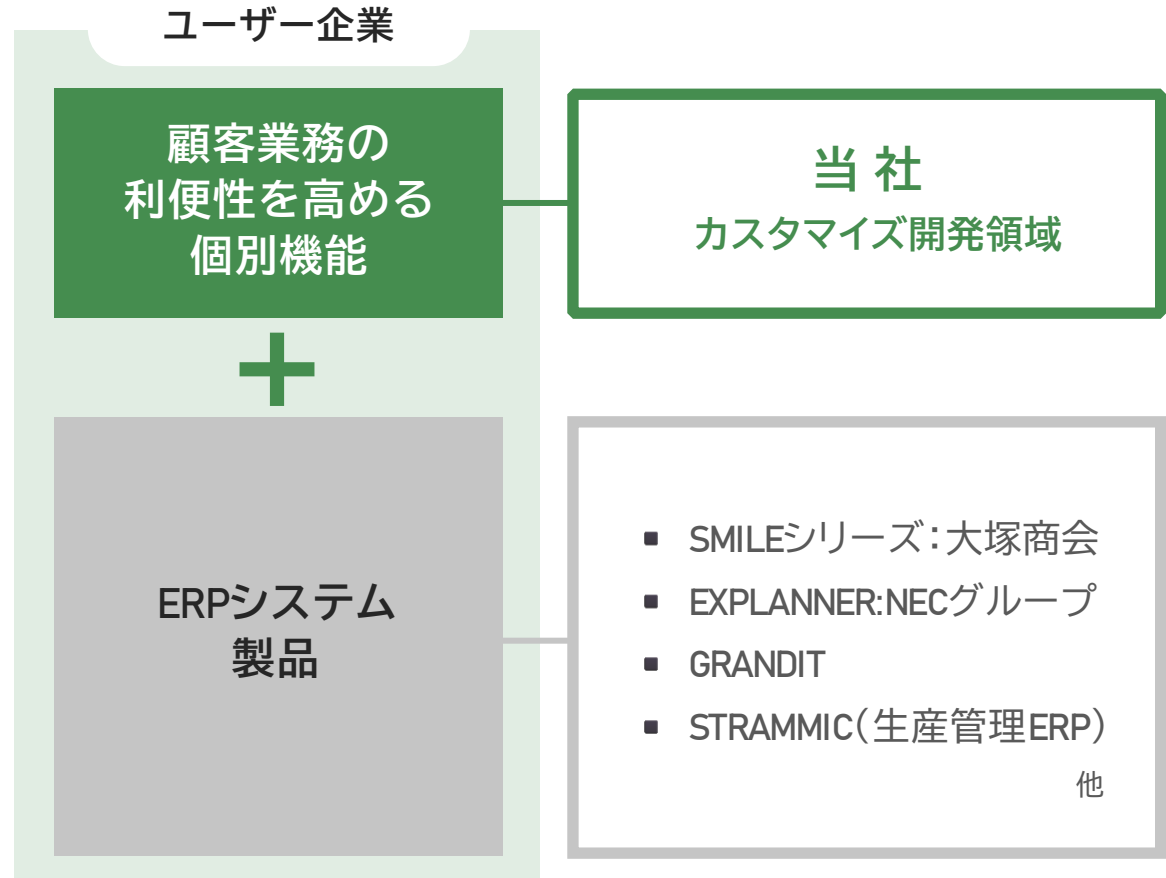 ユーザー企業
顧客業務の
利便性を高める
個別機能
当社
カスタマイズ開発領域
+
ERPシステム
製品
▪ SMILEシリーズ：大塚商会
▪ EXPLANNER:NECグループ
▪ GRANDIT
▪ STRAMMIC（生産管理ERP）
他